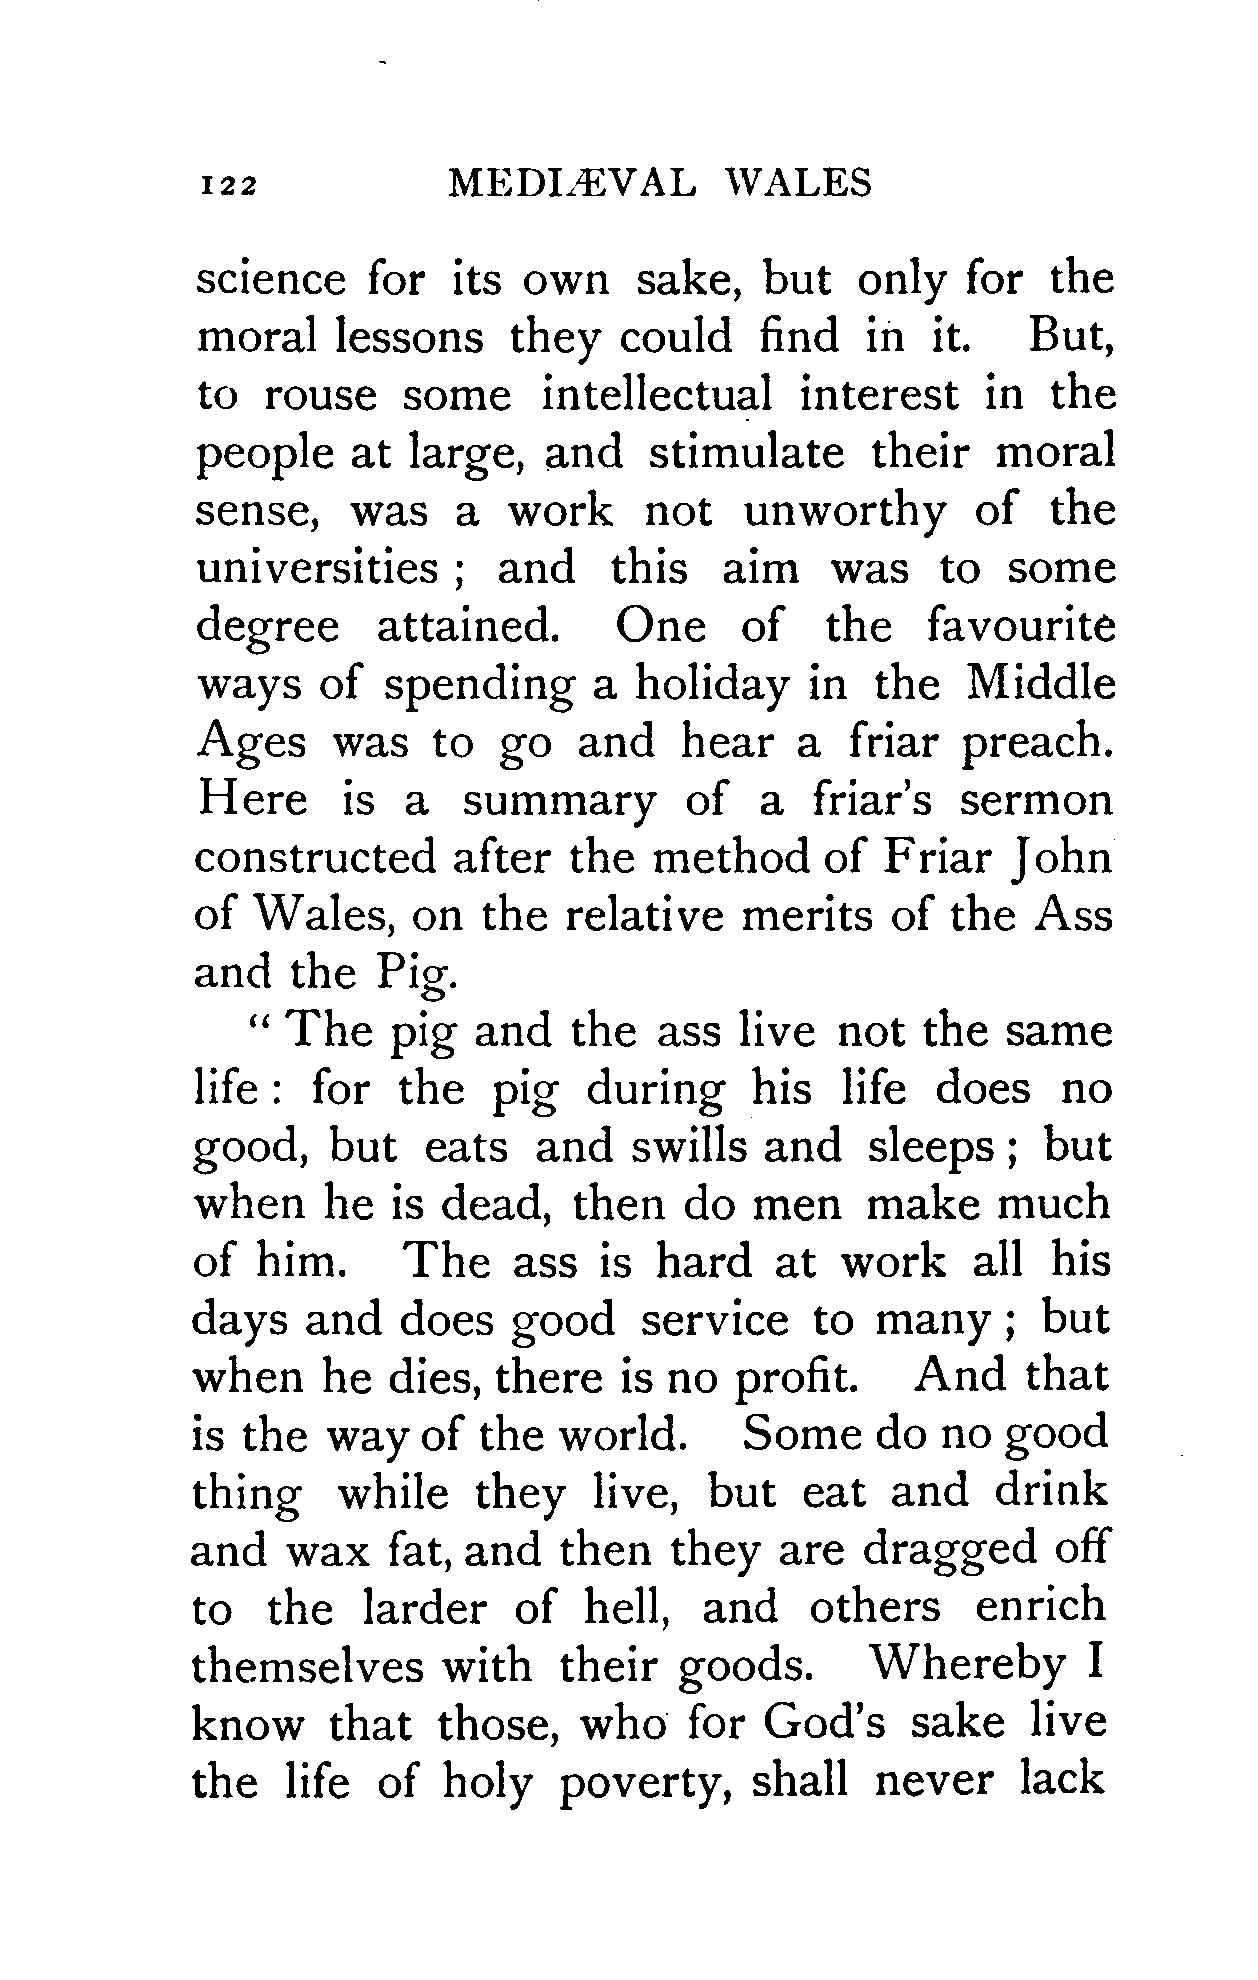 122 MEDIÆVAL WALES
science for its own sake, but only for the
moral lessons they could find in it. But,
to rouse some intellectual interest in the
people at large, and stimulate their moral
sense, was a work not unworthy of the
universities ; and this aim was to some
degree attained. One of the favourite
ways of spending a holiday in the Middle
Ages was to go and hear a friar preach.
Here is a summary of a friar's sermon
constructed after the method of Friar John
of Wales, on the relative merits of the Ass
and the Pig.
“ The pig and the ass live not the same
life : for the pig during his life does no
good, but eats and swills and sleeps ; but
when he is dead, then do men make much
of him. The ass is hard at work all his
days and does good service to many ; but
when he dies, there is no profit. And that
is the way of the world. Some do no good
thing while they live, but eat and drink
and wax fat, and then they are dragged off
to the larder of hell, and others enrich
themselves with their goods. Whereby I
know that those, who for God's sake live
the life of holy poverty, shall never lack